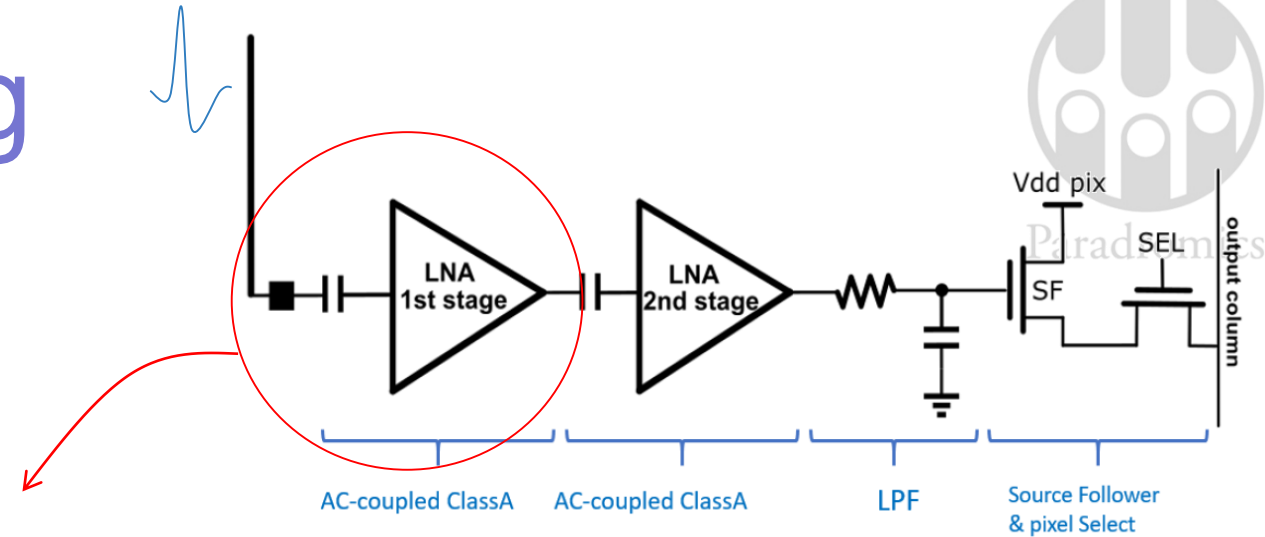 g
Vdd pix
Paradromics
SEL
output column
LNA
1st stage
LNA
2nd stage
SF
AC-coupled ClassA
AC-coupled ClassA
LPF
Source Follower
& pixel Select